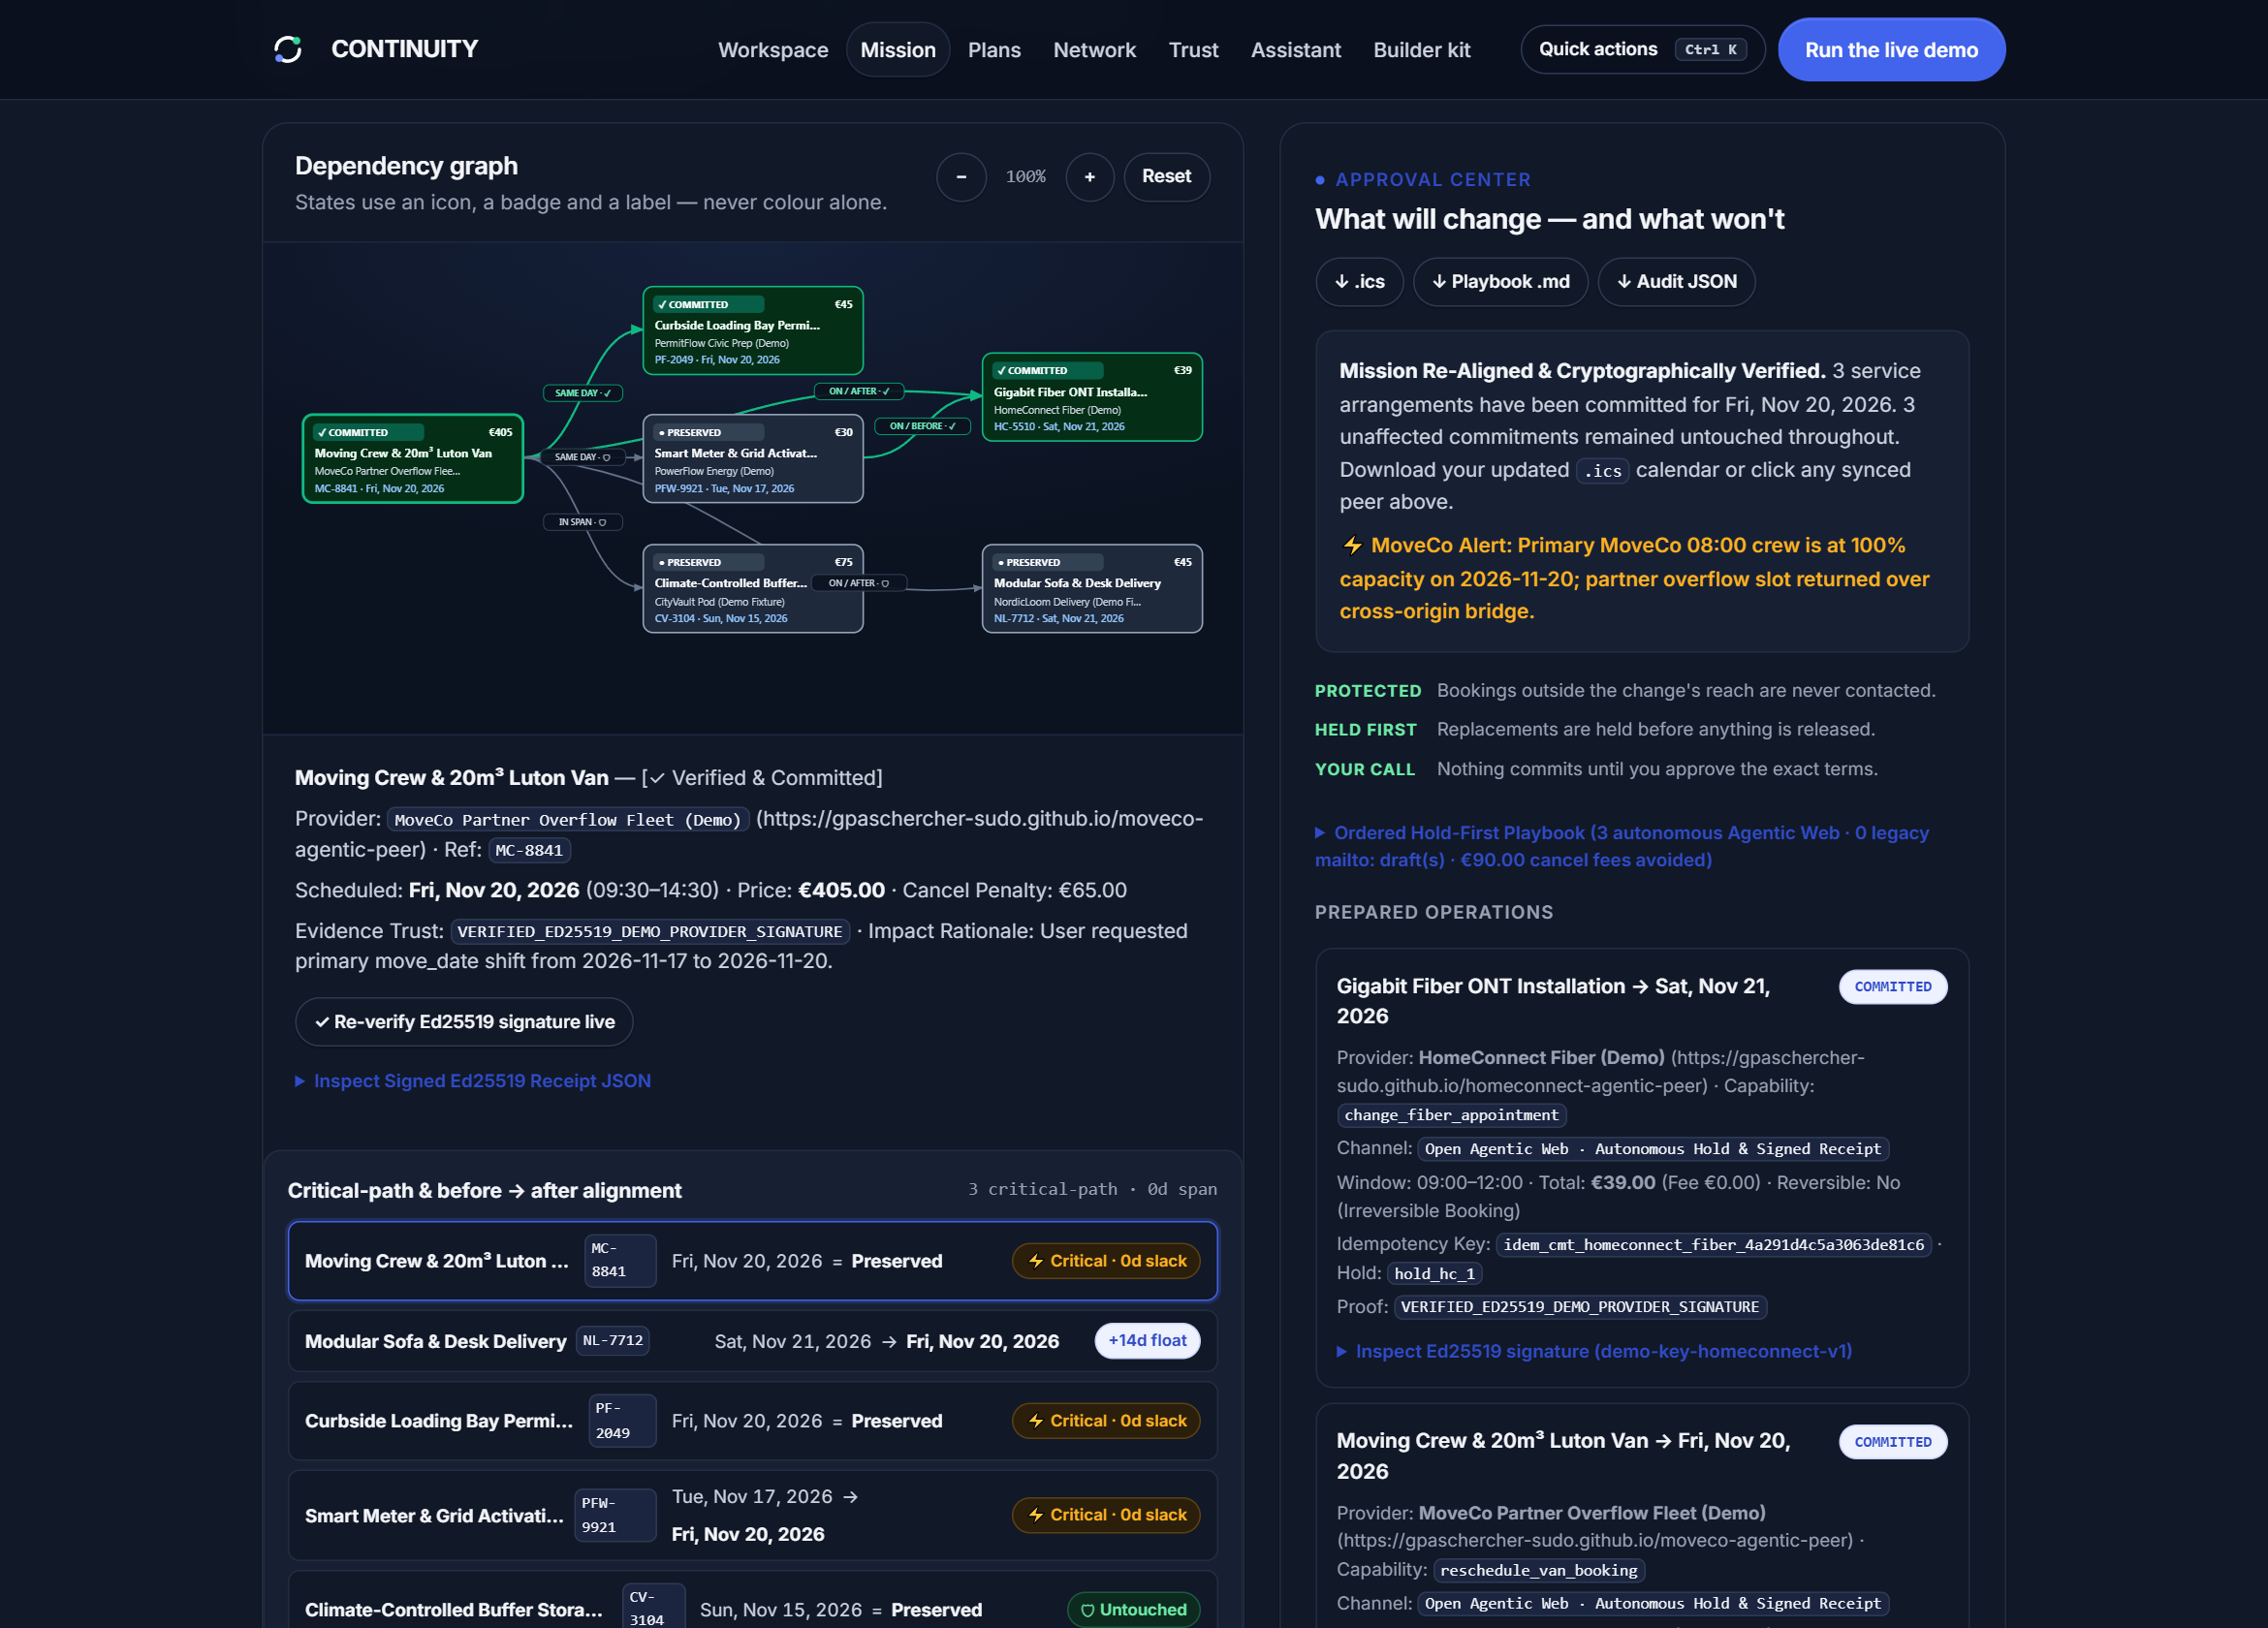 CONTINUITY
Workspace
Mission
Plans
Network
Trust
Assistant
Builder kit
Quick actions Ctrl K
Run the live demo
Dependency graph
States use an icon, a badge and a label — never colour alone.
−
100%
+
Reset
✓ COMMITTED €45
Curbside Loading Bay Permi...
PermitFlow Civic Prep (Demo)
PF-2049 · Fri, Nov 20, 2026
✓ COMMITTED €39
Gigabit Fiber ONT Installa...
HomeConnect Fiber (Demo)
HC-5510 · Sat, Nov 21, 2026
SAME DAY · ✓
ON / AFTER · ✓
ON / BEFORE · ✓
✓ COMMITTED €405
Moving Crew & 20m³ Luton Van
MoveCo Partner Overflow Flee...
MC-8841 · Fri, Nov 20, 2026
SAME DAY ·
● PRESERVED €30
Smart Meter & Grid Activat...
PowerFlow Energy (Demo)
PFW-9921 · Tue, Nov 17, 2026
IN SPAN ·
● PRESERVED €75
Climate-Controlled Buffer...
CityVault Pod (Demo Fixture)
CV-3104 · Sun, Nov 15, 2026
ON / AFTER ·
● PRESERVED €45
Modular Sofa & Desk Delivery
NordicLoom Delivery (Demo Fi...
NL-7712 · Sat, Nov 21, 2026
Moving Crew & 20m³ Luton Van — [✓ Verified & Committed]
Provider: MoveCo Partner Overflow Fleet (Demo) (https://gpaschercher-sudo.github.io/moveco-
agentic-peer) · Ref: MC-8841
Scheduled: Fri, Nov 20, 2026 (09:30–14:30) · Price: €405.00 · Cancel Penalty: €65.00
Evidence Trust: VERIFIED_ED25519_DEMO_PROVIDER_SIGNATURE · Impact Rationale: User requested
primary move_date shift from 2026-11-17 to 2026-11-20.
✓ Re-verify Ed25519 signature live
▶ Inspect Signed Ed25519 Receipt JSON
Critical-path & before → after alignment
3 critical-path · 0d span
Moving Crew & 20m³ Luton ... MC-
8841
Fri, Nov 20, 2026 = Preserved
⚡ Critical · 0d slack
Modular Sofa & Desk Delivery NL-7712 Sat, Nov 21, 2026 → Fri, Nov 20, 2026 +14d float
Curbside Loading Bay Permi... PF-
2049
Fri, Nov 20, 2026 = Preserved
⚡ Critical · 0d slack
Smart Meter & Grid Activati... PFW-
9921
Tue, Nov 17, 2026 →
Fri, Nov 20, 2026
⚡ Critical · 0d slack
Climate-Controlled Buffer Stora... CV-
3104
Sun, Nov 15, 2026 = Preserved
Untouched
● APPROVAL CENTER
What will change — and what won't
↓ .ics
↓ Playbook .md
↓ Audit JSON
Mission Re-Aligned & Cryptographically Verified. 3 service
arrangements have been committed for Fri, Nov 20, 2026. 3
unaffected commitments remained untouched throughout.
Download your updated .ics calendar or click any synced
peer above.
⚡ MoveCo Alert: Primary MoveCo 08:00 crew is at 100%
capacity on 2026-11-20; partner overflow slot returned over
cross-origin bridge.
PROTECTED Bookings outside the change's reach are never contacted.
HELD FIRST Replacements are held before anything is released.
YOUR CALL Nothing commits until you approve the exact terms.
▶ Ordered Hold-First Playbook (3 autonomous Agentic Web · 0 legacy
mailto: draft(s) · €90.00 cancel fees avoided)
PREPARED OPERATIONS
Gigabit Fiber ONT Installation → Sat, Nov 21,
2026
COMMITTED
Provider: HomeConnect Fiber (Demo) (https://gpaschercher-
sudo.github.io/homeconnect-agentic-peer) · Capability:
change_fiber_appointment
Channel: Open Agentic Web · Autonomous Hold & Signed Receipt
Window: 09:00–12:00 · Total: €39.00 (Fee €0.00) · Reversible: No
(Irreversible Booking)
Idempotency Key: idem_cmt_homeconnect_fiber_4a291d4c5a3063de81c6 ·
Hold: hold_hc_1
Proof: VERIFIED_ED25519_DEMO_PROVIDER_SIGNATURE
▶ Inspect Ed25519 signature (demo-key-homeconnect-v1)
Moving Crew & 20m³ Luton Van → Fri, Nov 20,
2026
COMMITTED
Provider: MoveCo Partner Overflow Fleet (Demo)
(https://gpaschercher-sudo.github.io/moveco-agentic-peer) ·
Capability: reschedule_van_booking
Channel: Open Agentic Web · Autonomous Hold & Signed Receipt